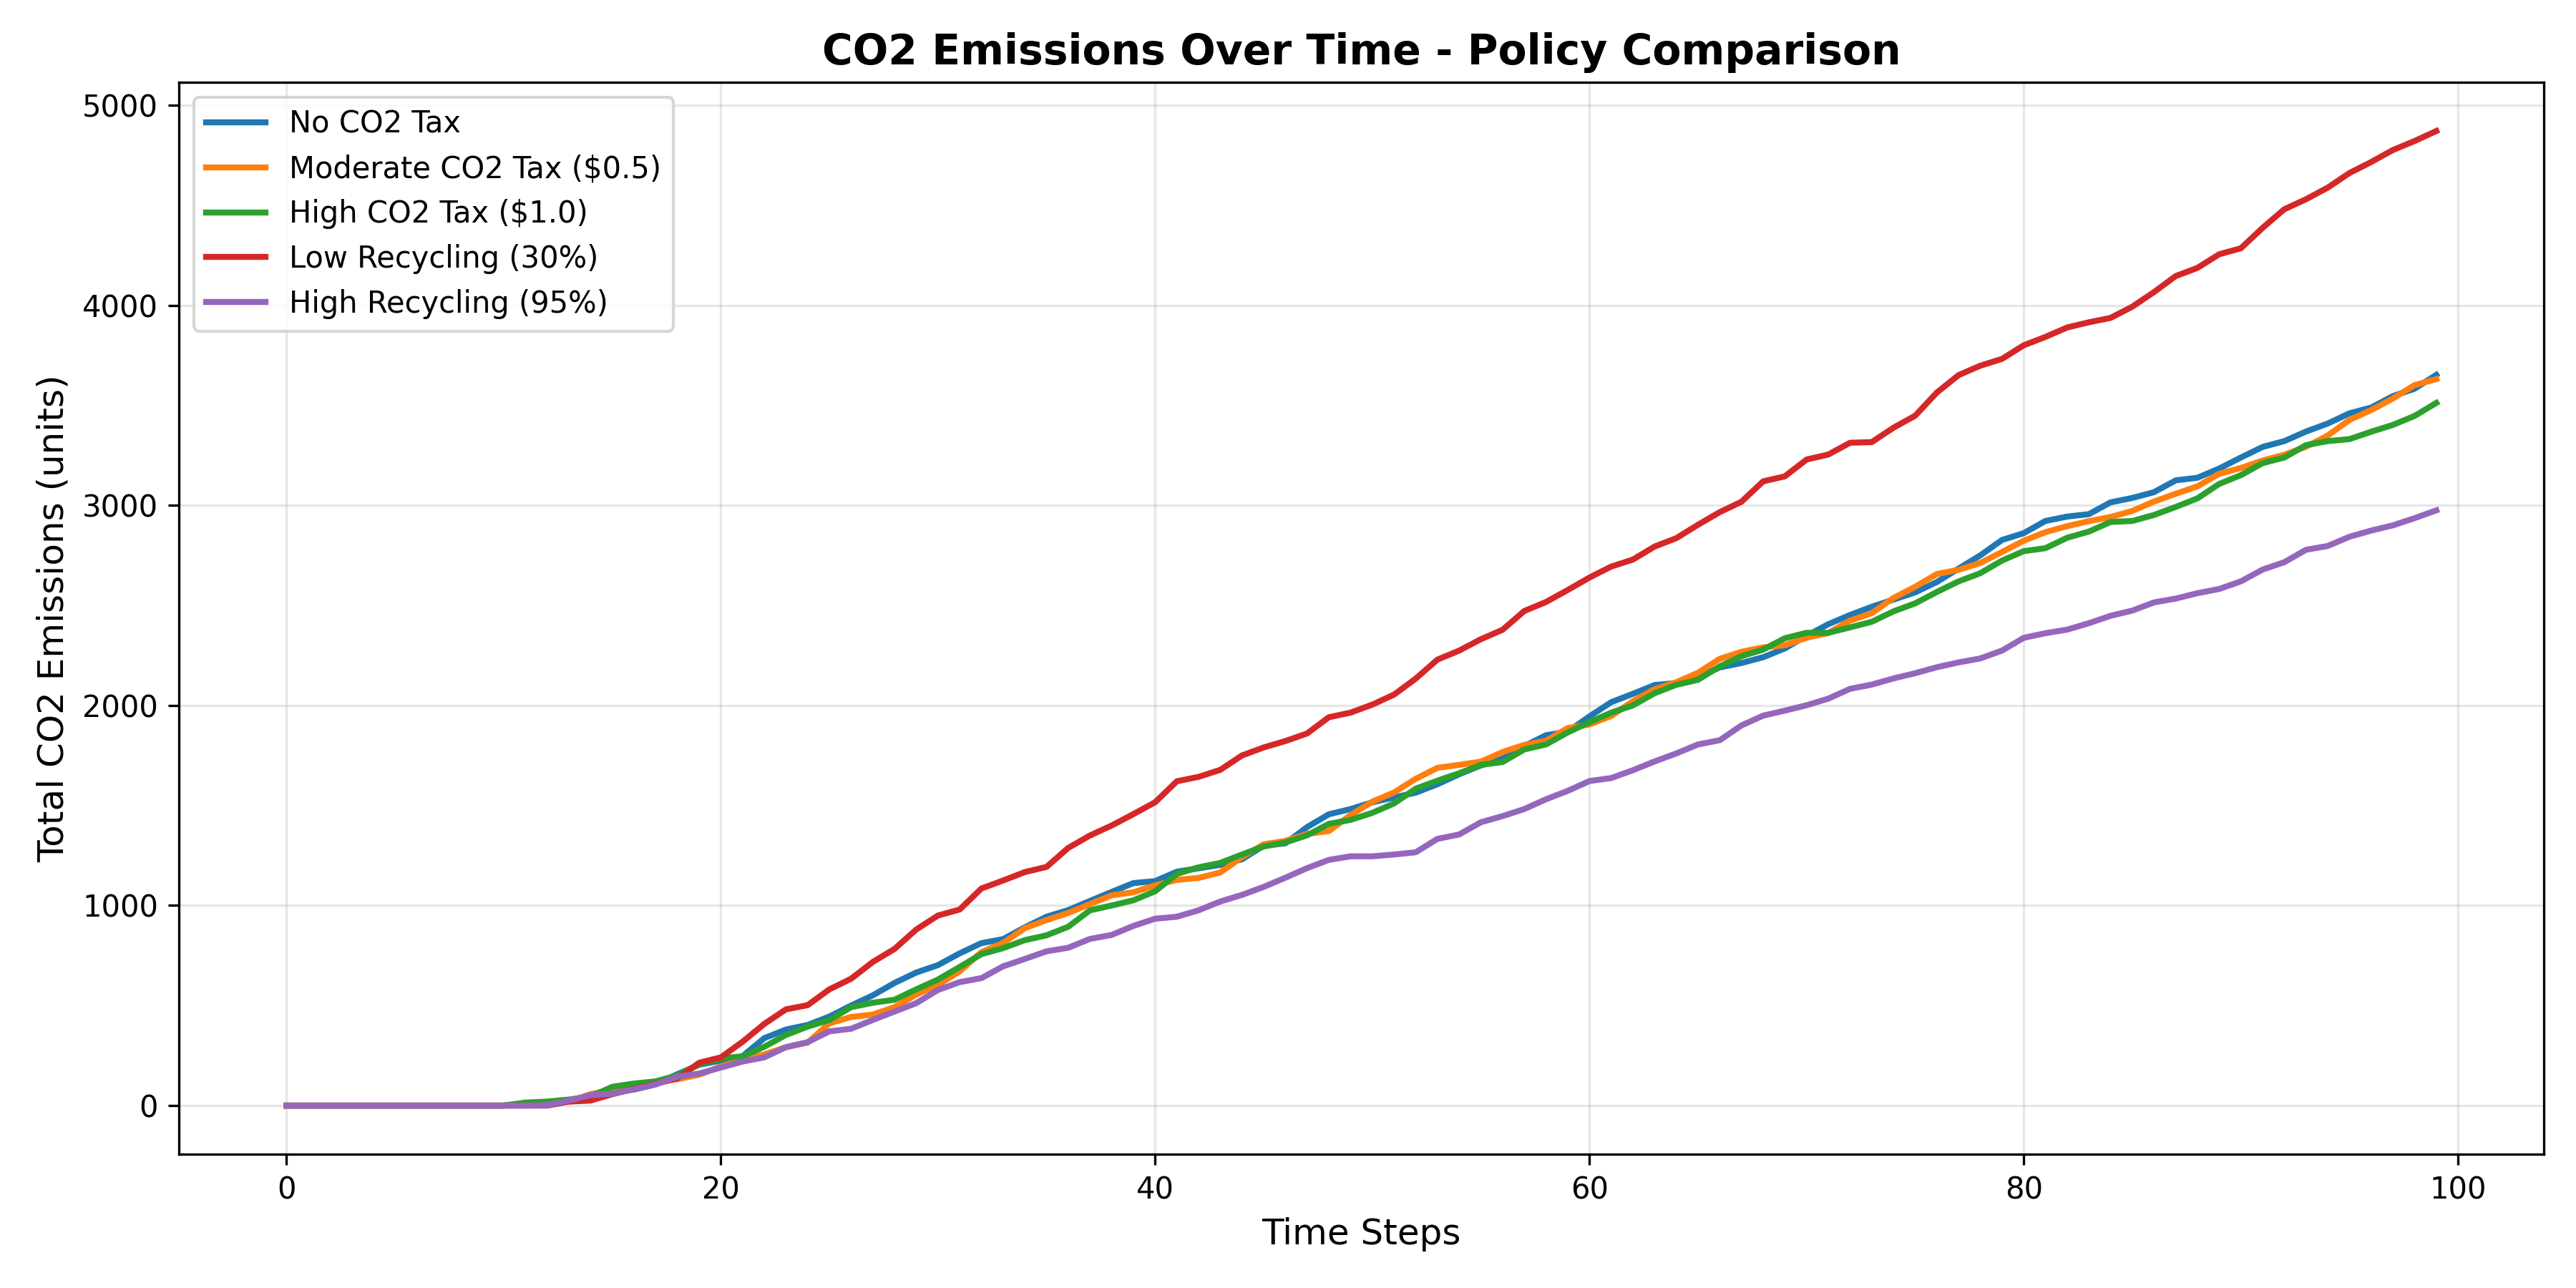 CO2 Emissions Over Time - Policy Comparison
5000
4000
3000
2000
1000
0
Total CO2 Emissions (units)
No CO2 Tax
Moderate CO2 Tax ($0.5)
High CO2 Tax ($1.0)
Low Recycling (30%)
High Recycling (95%)
0 20 40 60 80 100
Time Steps